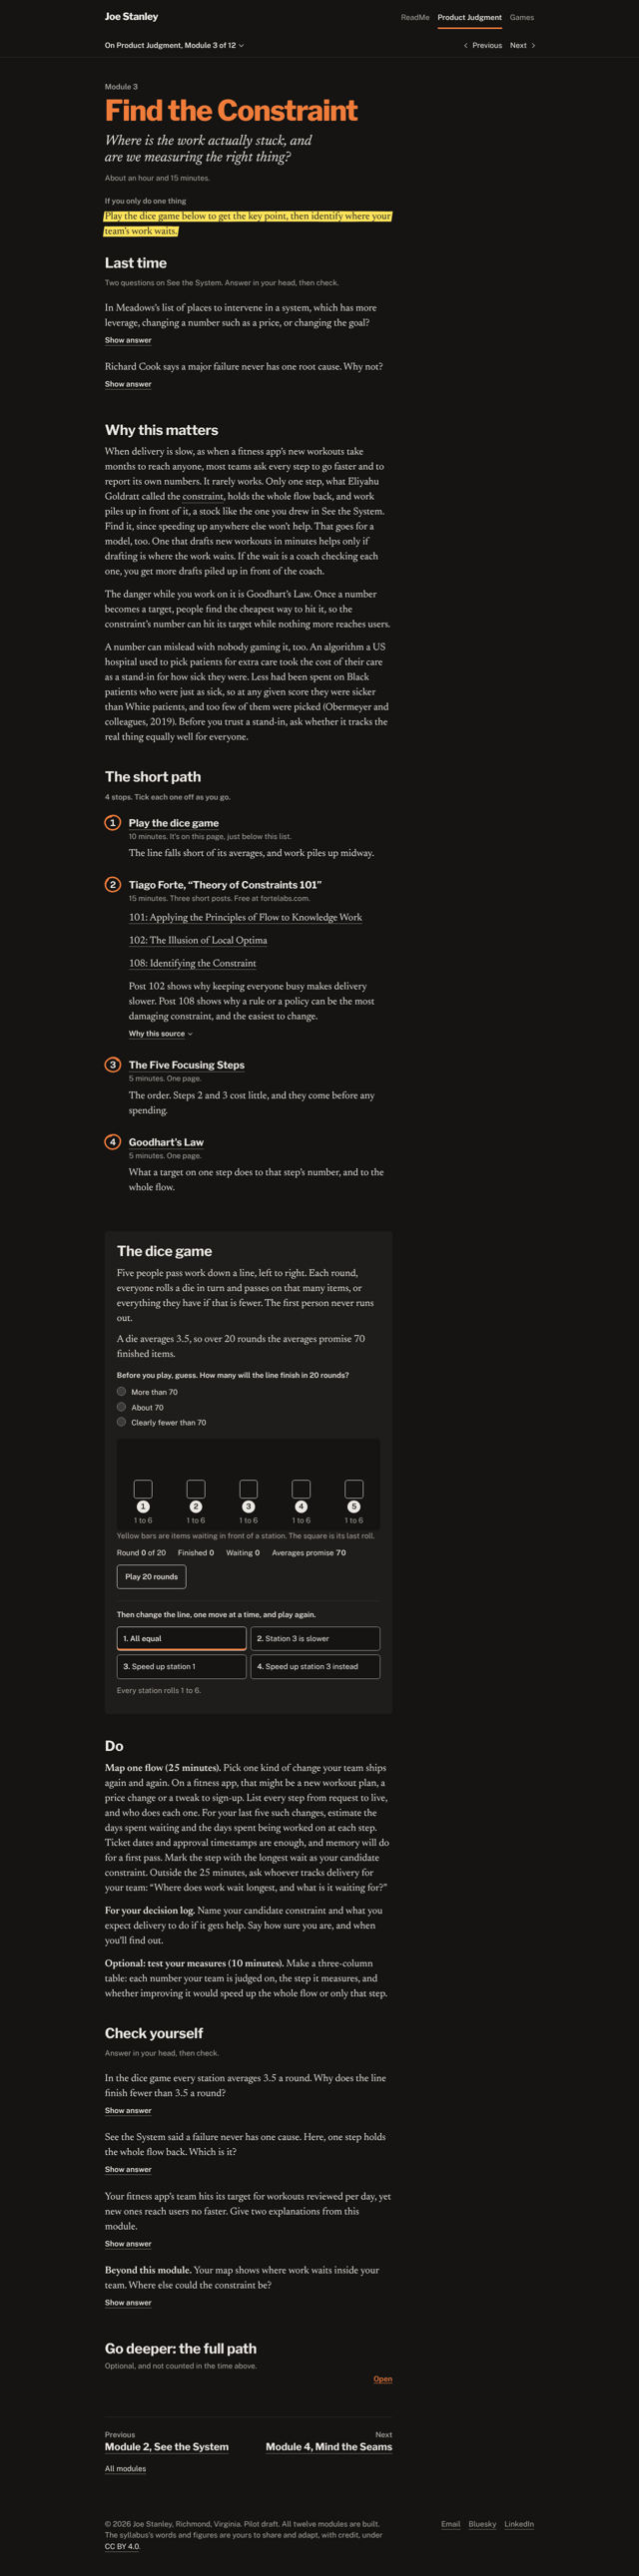 Joe Stanley
ReadMe Product Judgment Games
On Product Judgment, Module 3 of 12
Previous Next
Module 3
Find the Constraint
Where is the work actually stuck, and
are we measuring the right thing?
About an hour and 15 minutes.
If you only do one thing
Play the dice game below to get the key point, then identify where your
team's work waits.
Last time
Two questions on See the System. Answer in your head, then check.
In Meadows's list of places to intervene in a system, which has more
leverage, changing a number such as a price, or changing the goal?
Show answer
Richard Cook says a major failure never has one root cause. Why not?
Show answer
Why this matters
When delivery is slow, as when a fitness app's new workouts take
months to reach anyone, most teams ask every step to go faster and to
report its own numbers. It rarely works. Only one step, what Eliyahu
Goldratt called the constraint, holds the whole flow back, and work
piles up in front of it, a stock like the one you drew in See the System.
Find it, since speeding up anywhere else won't help. That goes for a
model, too. One that drafts new workouts in minutes helps only if
drafting is where the work waits. If the wait is a coach checking each
one, you get more drafts piled up in front of the coach.
The danger while you work on it is Goodhart's Law. Once a number
becomes a target, people find the cheapest way to hit it, so the
constraint's number can hit its target while nothing more reaches users.
A number can mislead with nobody gaming it, too. An algorithm a US
hospital used to pick patients for extra care took the cost of their care
as a stand-in for how sick they were. Less had been spent on Black
patients who were just as sick, so at any given score they were sicker
than White patients, and too few of them were picked (Obermeyer and
colleagues, 2019). Before you trust a stand-in, ask whether it tracks the
real thing equally well for everyone.
The short path
4 stops. Tick each one off as you go.
1 Play the dice game
10 minutes. It's on this page, just below this list.
The line falls short of its averages, and work piles up midway.
2 Tiago Forte, “Theory of Constraints 101”
15 minutes. Three short posts. Free at fortelabs.com.
101: Applying the Principles of Flow to Knowledge Work
102: The Illusion of Local Optima
108: Identifying the Constraint
Post 102 shows why keeping everyone busy makes delivery
slower. Post 108 shows why a rule or a policy can be the most
damaging constraint, and the easiest to change.
Why this source
3 The Five Focusing Steps
5 minutes. One page.
The order. Steps 2 and 3 cost little, and they come before any
spending.
4 Goodhart's Law
5 minutes. One page.
What a target on one step does to that step's number, and to the
whole flow.
The dice game
Five people pass work down a line, left to right. Each round,
everyone rolls a die in turn and passes on that many items, or
everything they have if that is fewer. The first person never runs
out.
A die averages 3.5, so over 20 rounds the averages promise 70
finished items.
Before you play, guess. How many will the line finish in 20 rounds?
More than 70
About 70
Clearly fewer than 70
1 2 3 4 5
1 to 6 1 to 6 1 to 6 1 to 6 1 to 6
Yellow bars are items waiting in front of a station. The square is its last roll.
Round 0 of 20 Finished 0 Waiting 0 Averages promise 70
Play 20 rounds
Then change the line, one move at a time, and play again.
1. All equal 2. Station 3 is slower
3. Speed up station 1 4. Speed up station 3 instead
Every station rolls 1 to 6.
Do
Map one flow (25 minutes). Pick one kind of change your team ships
again and again. On a fitness app, that might be a new workout plan, a
price change or a tweak to sign-up. List every step from request to live,
and who does each one. For your last five such changes, estimate the
days spent waiting and the days spent being worked on at each step.
Ticket dates and approval timestamps are enough, and memory will do
for a first pass. Mark the step with the longest wait as your candidate
constraint. Outside the 25 minutes, ask whoever tracks delivery for
your team: “Where does work wait longest, and what is it waiting for?”
For your decision log. Name your candidate constraint and what you
expect delivery to do if it gets help. Say how sure you are, and when
you'll find out.
Optional: test your measures (10 minutes). Make a three-column
table: each number your team is judged on, the step it measures, and
whether improving it would speed up the whole flow or only that step.
Check yourself
Answer in your head, then check.
In the dice game every station averages 3.5 a round. Why does the line
finish fewer than 3.5 a round?
Show answer
See the System said a failure never has one cause. Here, one step holds
the whole flow back. Which is it?
Show answer
Your fitness app's team hits its target for workouts reviewed per day, yet
new ones reach users no faster. Give two explanations from this
module.
Show answer
Beyond this module. Your map shows where work waits inside your
team. Where else could the constraint be?
Show answer
Go deeper: the full path
Optional, and not counted in the time above.
Open
Previous Next
Module 2, See the System Module 4, Mind the Seams
All modules
© 2026 Joe Stanley, Richmond, Virginia. Pilot draft. All twelve modules are built. Email Bluesky LinkedIn
The syllabus's words and figures are yours to share and adapt, with credit, under
CC BY 4.0.